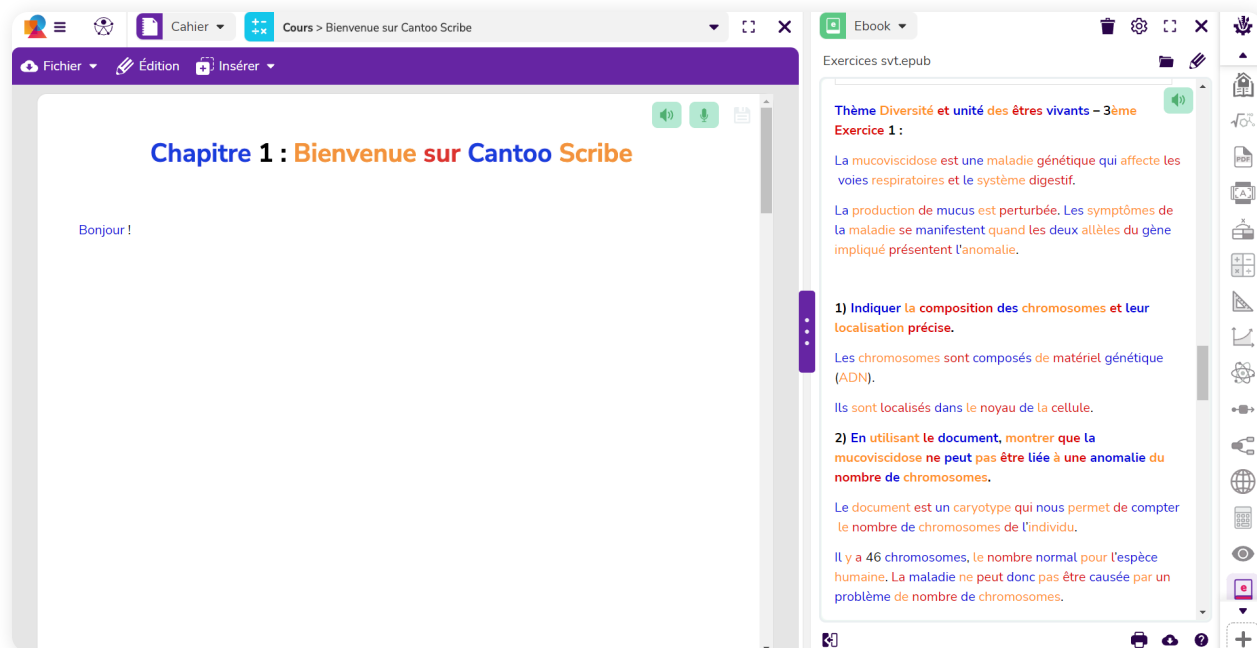 Cahier
Cours > Bienvenue sur Cantoo Scribe
Fichier
Édition
Insérer
Chapitre 1 : Bienvenue sur Cantoo Scribe
Bonjour !
Ebook
Exercices svt.epub
Thème Diversité et unité des êtres vivants – 3ème
Exercice 1 :
La mucoviscidose est une maladie génétique qui affecte les
voies respiratoires et le système digestif.
La production de mucus est perturbée. Les symptômes de
la maladie se manifestent quand les deux allèles du gène
impliqué présentent l'anomalie.
1) Indiquer la composition des chromosomes et leur
localisation précise.
Les chromosomes sont composés de matériel génétique
(ADN).
Ils sont localisés dans le noyau de la cellule.
2) En utilisant le document, montrer que la
mucoviscidose ne peut pas être liée à une anomalie du
nombre de chromosomes.
Le document est un caryotype qui nous permet de compter
le nombre de chromosomes de l'individu.
Il y a 46 chromosomes, le nombre normal pour l'espèce
humaine. La maladie ne peut donc pas être causée par un
problème de nombre de chromosomes.
PDF
A
e